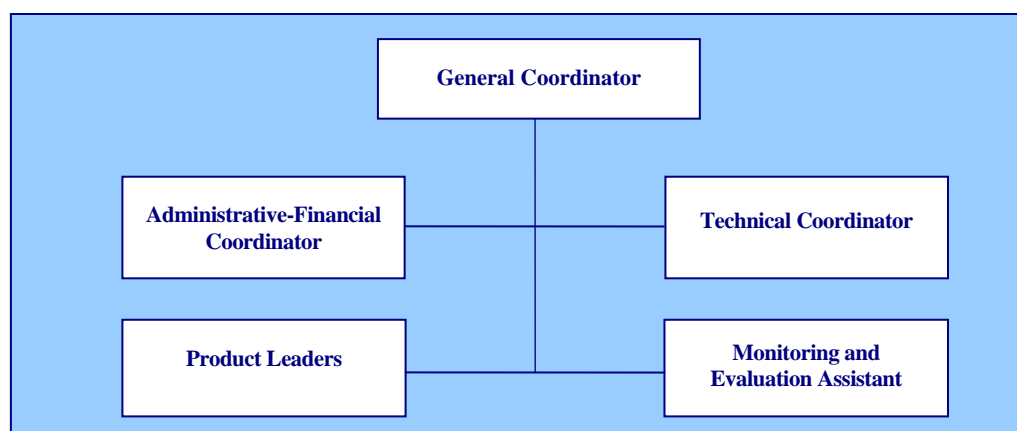 General Coordinator
Administrative-Financial
Coordinator
Technical Coordinator
Product Leaders
Monitoring and
Evaluation Assistant